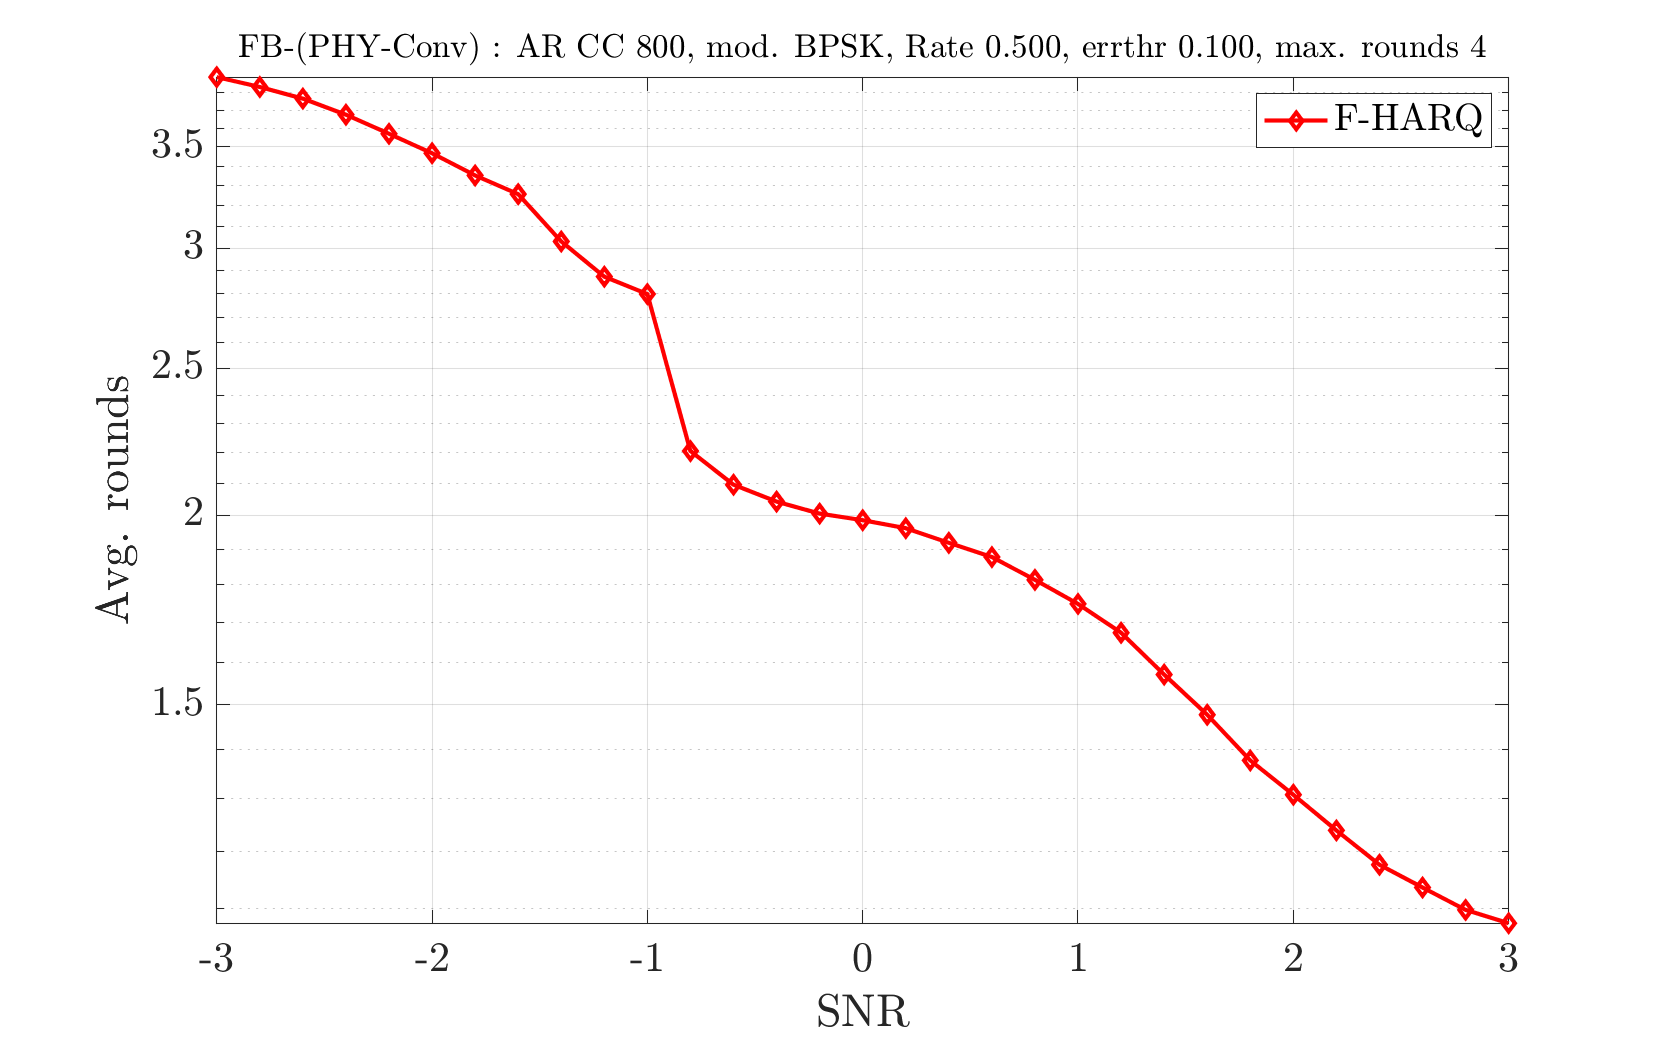 FB-(PHY-Conv) : AR CC 800, mod. BPSK, Rate 0.500, errthr 0.100, max. rounds 4
F-HARQ
3.5
3
2.5
2
1.5
Avg. rounds
-3 -2 -1 0 1 2 3
SNR